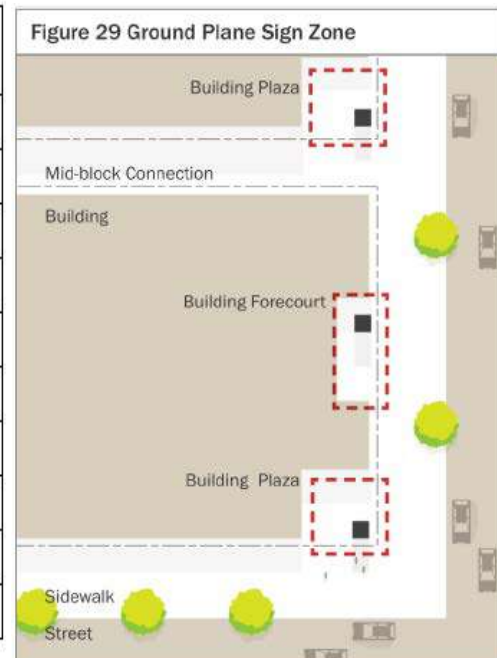 Figure 29 Ground Plane Sign Zone
Building Plaza
Mid-block Connection
Building
Building Forecourt
Building Plaza
Sidewalk
Street